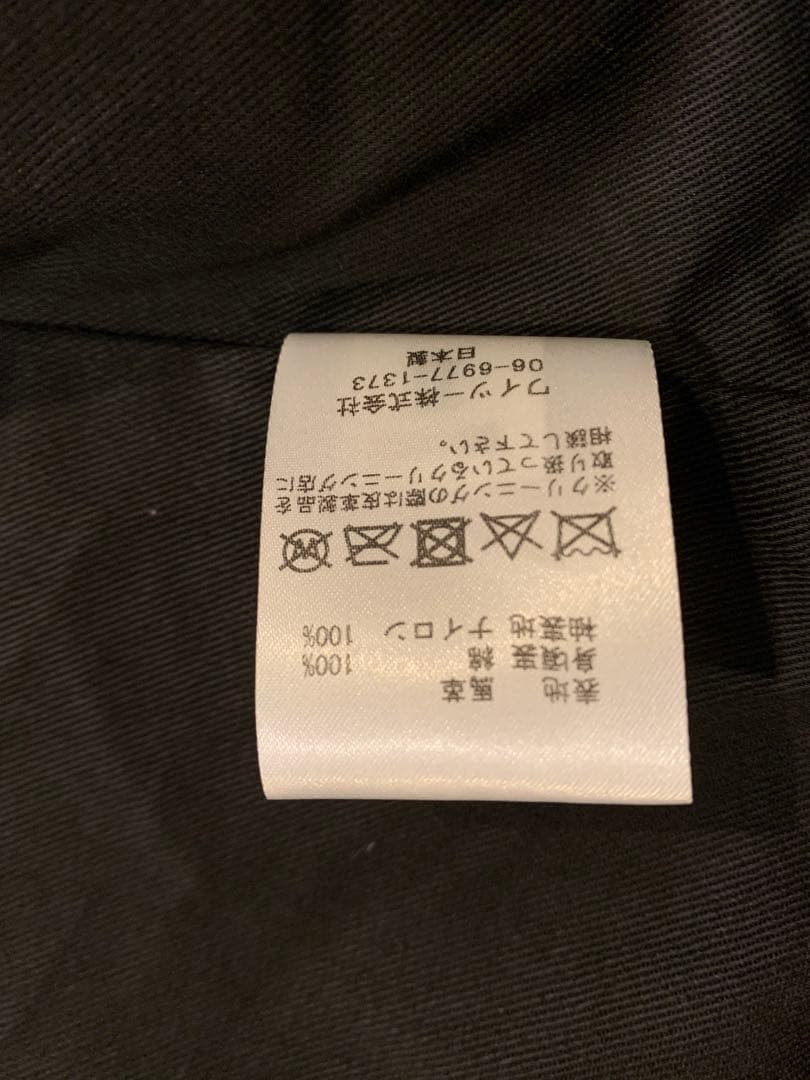 表地 馬革
身頃裏 綿 100%
袖裏地 ナイロン 100%
※クリーニングの際は皮革製品を
取り扱っているクリーニング店に
相談して下さい。
ワイツー株式会社
06-6977-1373
日本製